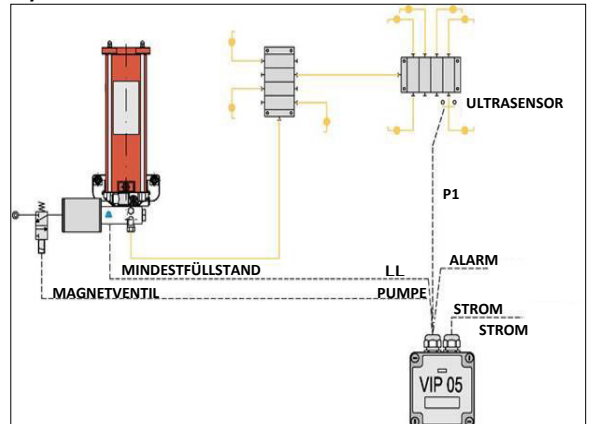 ULTRASENSOR
P1
ALARM
MINDESTFÜLLSTAND LL
MAGNETVENTIL PUMPE
STROM
STROM
VIP 05